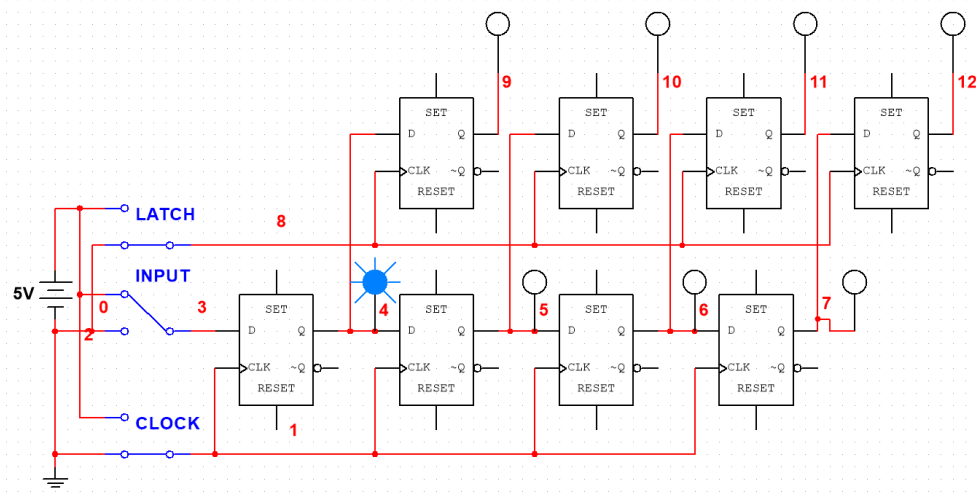 9 10 11 12
SET SET SET SET
D Q D Q D Q D Q
CLK ~Q CLK ~Q CLK ~Q CLK ~Q
RESET RESET RESET RESET
LATCH
8
INPUT
5V 0 3 4 5 6 7
2
SET SET SET SET
D Q D Q D Q D Q
CLK ~Q CLK ~Q CLK ~Q CLK ~Q
RESET RESET RESET RESET
CLOCK
1